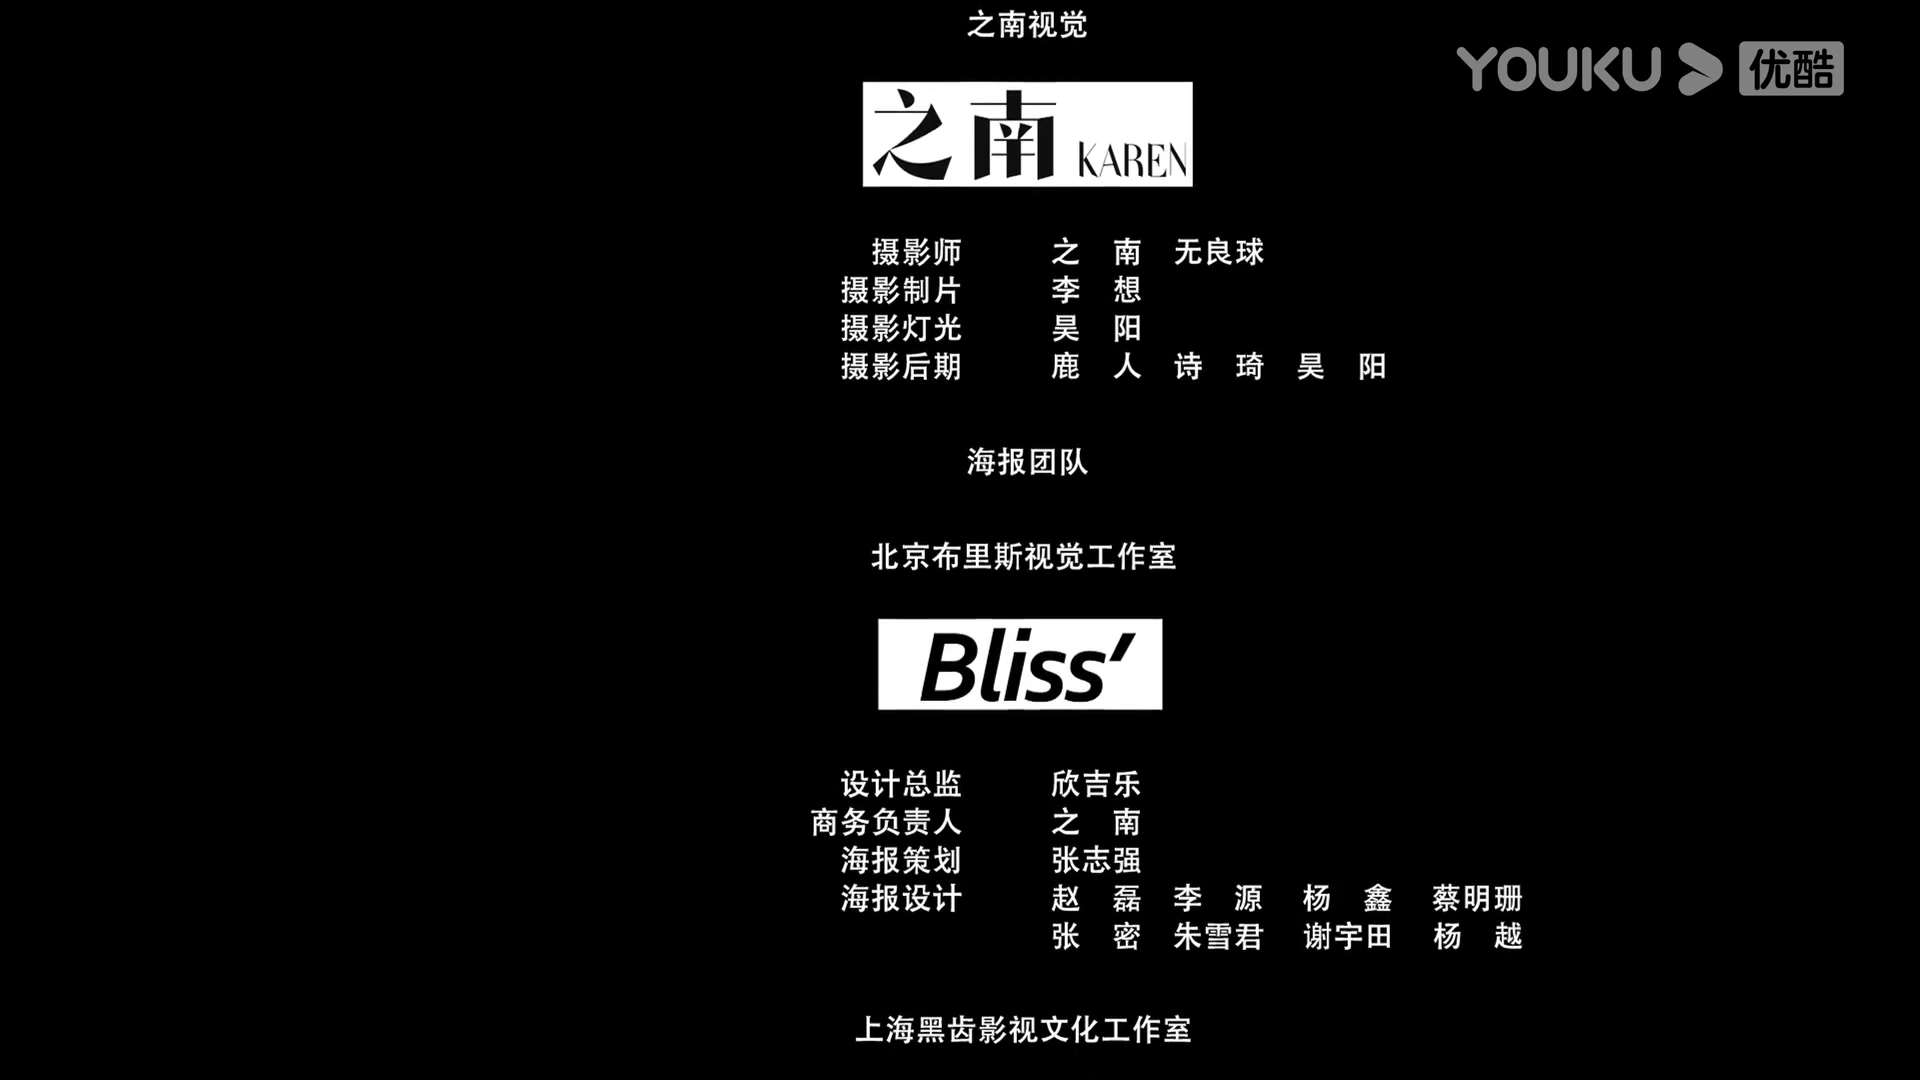 之南视觉
YOUKU 优酷
之南 KAREN
摄影师 之 南 无良球
摄影制片 李 想
摄影灯光 昊 阳
摄影后期 鹿 人 诗 琦 昊 阳
海报团队
北京布里斯视觉工作室
Bliss'
设计总监 欣吉乐
商务负责人 之 南
海报策划 张志强
海报设计 赵 磊 李 源 杨 鑫 蔡明珊
张 密 朱雪君 谢宇田 杨 越
上海黑齿影视文化工作室